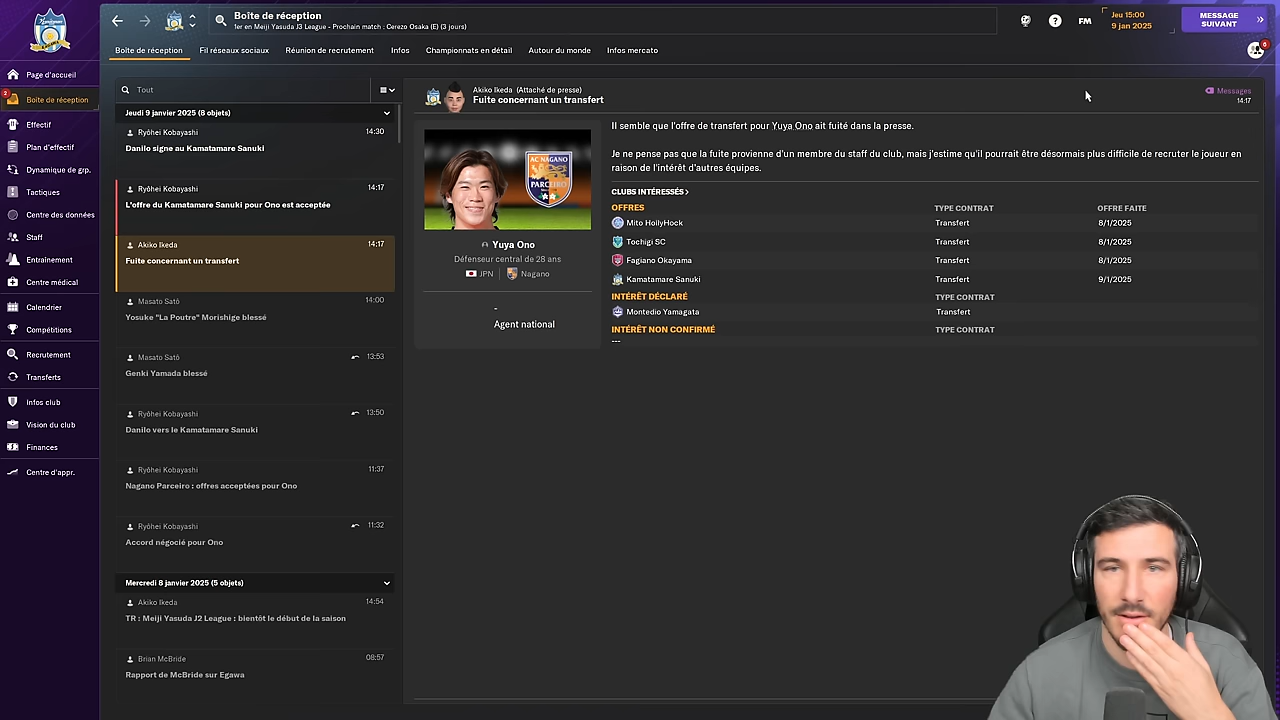 Boîte de réception
1er en Meiji Yasuda J3 League - Prochain match : Cerezo Osaka (E) (3 jours)
FM
Jeu 15:00
9 jan 2025
MESSAGE SUIVANT
Boîte de réception
Fil réseaux sociaux
Réunion de recrutement
Infos
Championnats en détail
Autour du monde
Infos mercato
6
Page d'accueil
2
Boîte de réception
Effectif
Plan d'effectif
Dynamique de grp.
Tactiques
Centre des données
Staff
Entraînement
Centre médical
Calendrier
Compétitions
Recrutement
Transferts
Infos club
Vision du club
Finances
Centre d'appr.
Tout
Jeudi 9 janvier 2025 (8 objets)
Ryôhei Kobayashi 14:30
Danilo signe au Kamatamare Sanuki
Ryôhei Kobayashi 14:17
L'offre du Kamatamare Sanuki pour Ono est acceptée
Akiko Ikeda 14:17
Fuite concernant un transfert
Masato Satô 14:00
Yosuke "La Poutre" Morishige blessé
Masato Satô 13:53
Genki Yamada blessé
Ryôhei Kobayashi 13:50
Danilo vers le Kamatamare Sanuki
Ryôhei Kobayashi 11:37
Nagano Parceiro : offres acceptées pour Ono
Ryôhei Kobayashi 11:32
Accord négocié pour Ono
Mercredi 8 janvier 2025 (5 objets)
Akiko Ikeda 14:54
TR : Meiji Yasuda J2 League : bientôt le début de la saison
Brian McBride 08:57
Rapport de McBride sur Egawa
Akiko Ikeda (Attaché de presse)
Fuite concernant un transfert
Messages
14:17
AC NAGANO
PARCEIRO
Yuya Ono
Défenseur central de 28 ans
JPN
Nagano
-
Agent national
Il semble que l'offre de transfert pour Yuya Ono ait fuité dans la presse.
Je ne pense pas que la fuite provienne d'un membre du staff du club, mais j'estime qu'il pourrait être désormais plus difficile de recruter le joueur en
raison de l'intérêt d'autres équipes.
CLUBS INTÉRESSÉS >
OFFRES TYPE CONTRAT OFFRE FAITE
Mito HollyHock Transfert 8/1/2025
Tochigi SC Transfert 8/1/2025
Fagiano Okayama Transfert 8/1/2025
Kamatamare Sanuki Transfert 9/1/2025
INTÉRÊT DÉCLARÉ TYPE CONTRAT
Montedio Yamagata Transfert
INTÉRÊT NON CONFIRMÉ TYPE CONTRAT
---